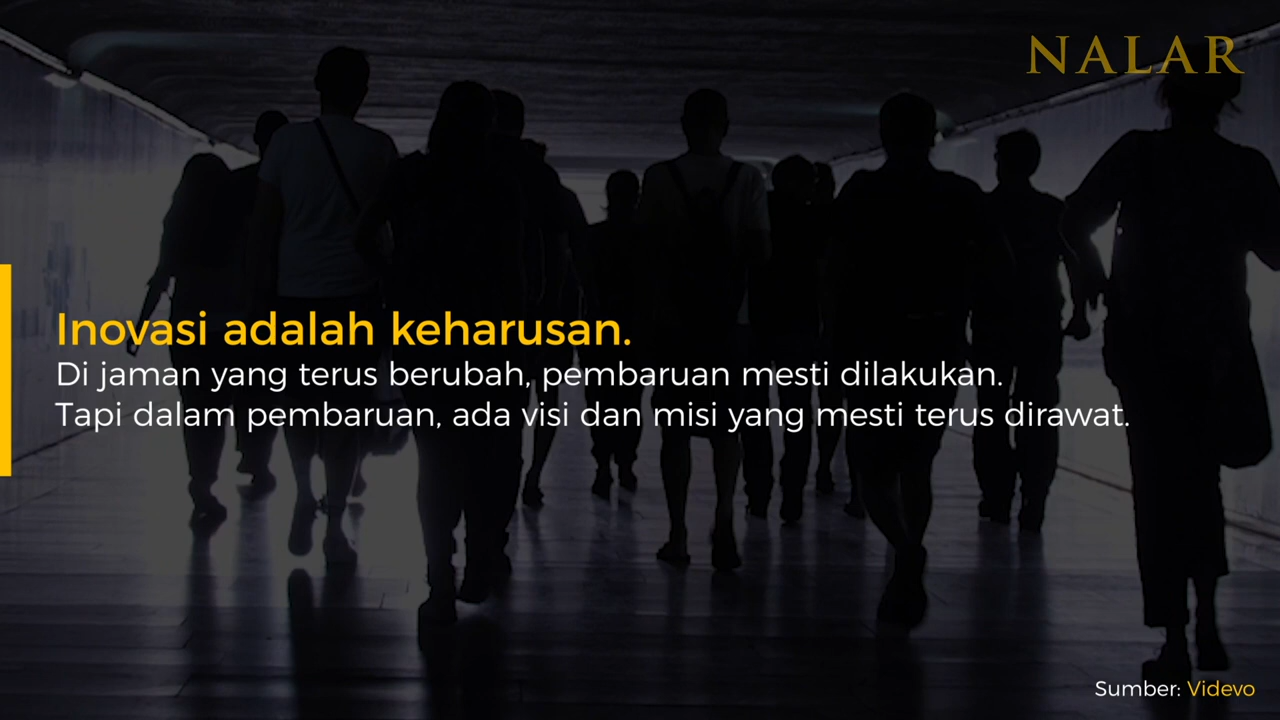 NALAR
Inovasi adalah keharusan.
Di jaman yang terus berubah, pembaruan mesti dilakukan.
Tapi dalam pembaruan, ada visi dan misi yang mesti terus dirawat.
Sumber: Videvo